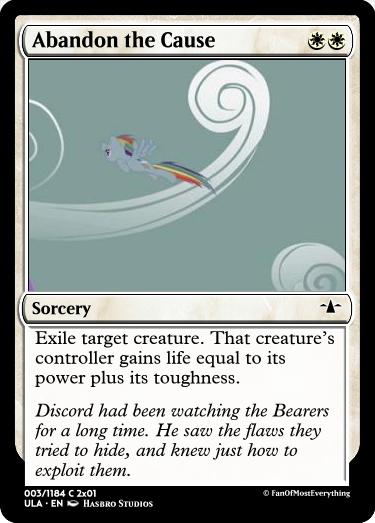 Abandon the Cause
Sorcery
Exile target creature. That creature's
controller gains life equal to its
power plus its toughness.
Discord had been watching the Bearers
for a long time. He saw the flaws they
tried to hide, and knew just how to
exploit them.
003/1184 C 2x01
ULA · EN Hasbro Studios
© FanOfMostEverything